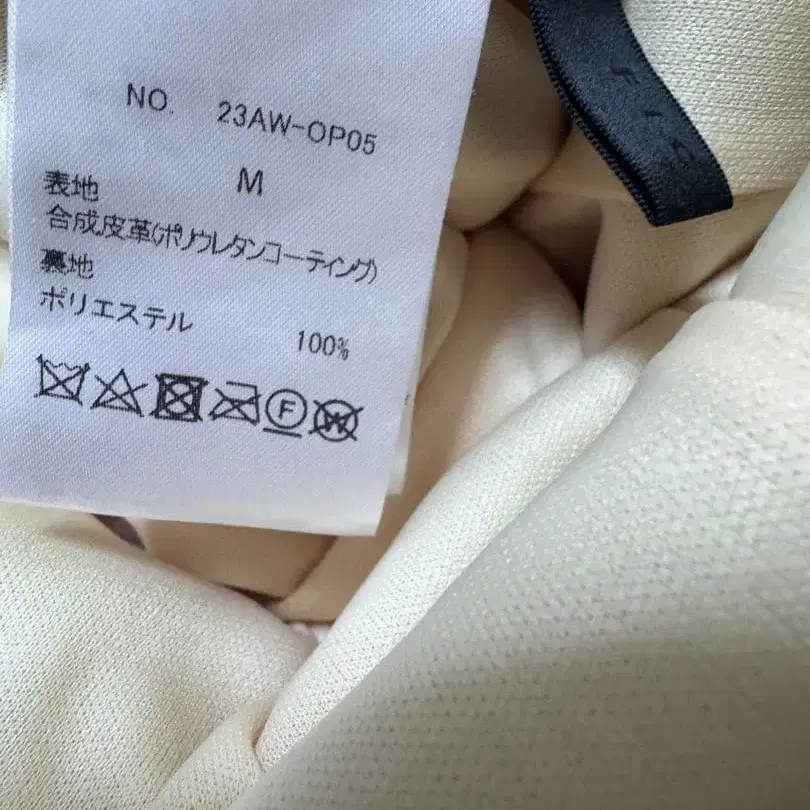 NO. 23AW-OP05
M
表地
合成皮革(ポリウレタンコーティング)
裏地
ポリエステル 100%
F W